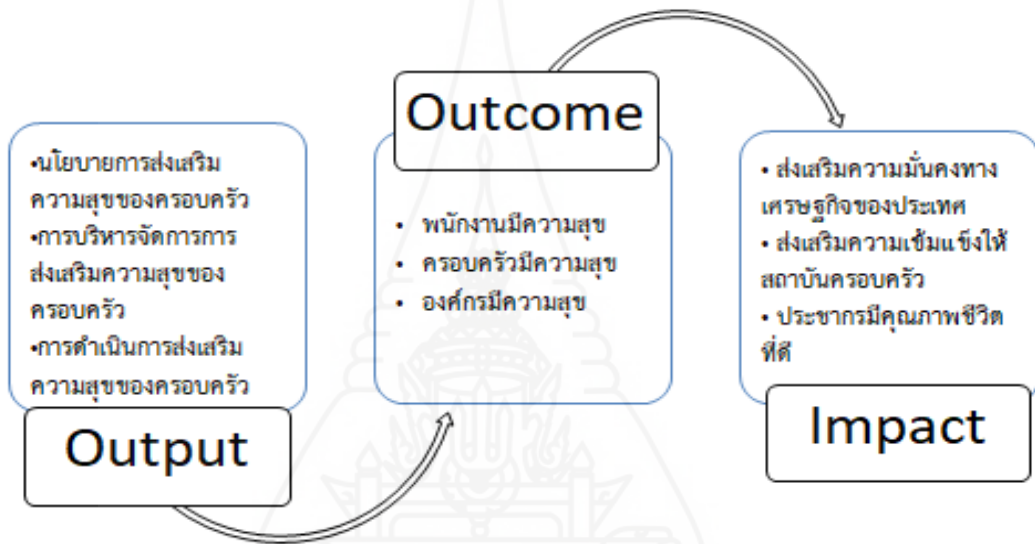 •นโยบายการส่งเสริม
ความสุขของครอบครัว
•การบริหารจัดการการ
ส่งเสริมความสุขของ
ครอบครัว
•การดำเนินการส่งเสริม
ความสุขของครอบครัว
Output
Outcome
• พนักงานมีความสุข
• ครอบครัวมีความสุข
• องค์กรมีความสุข
• ส่งเสริมความมั่นคงทาง
เศรษฐกิจของประเทศ
• ส่งเสริมความเข้มแข็งให้
สถาบันครอบครัว
• ประชากรมีคุณภาพชีวิต
ที่ดี
Impact